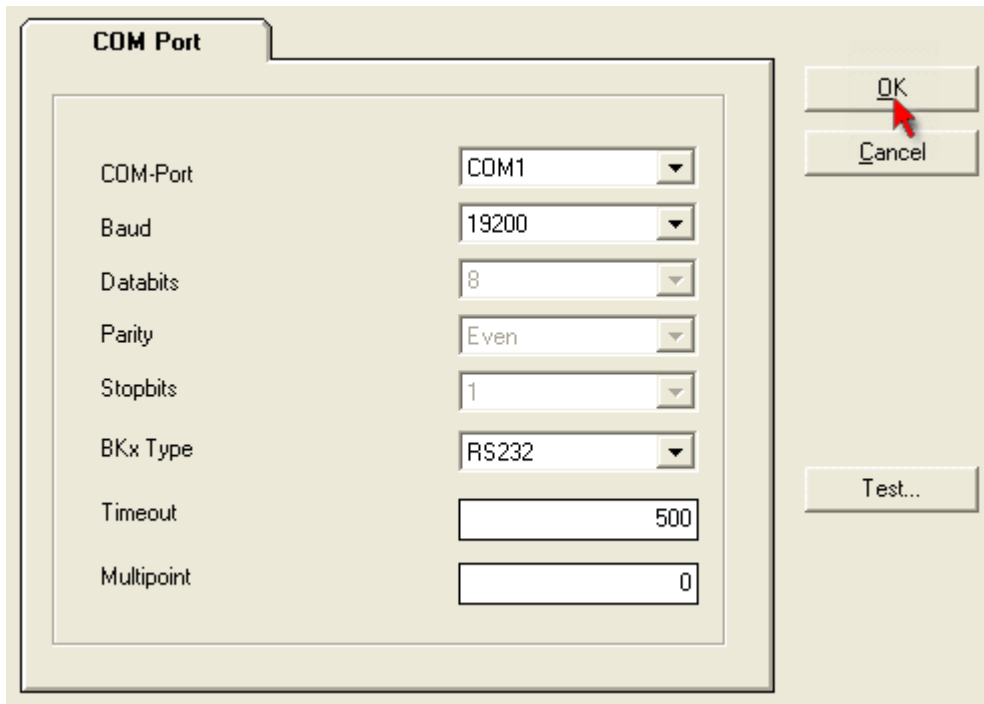 COM Port
OK
Cancel
COM-Port COM1
Baud 19200
Databits 8
Parity Even
Stopbits 1
BKx Type RS232
Timeout 500
Multipoint 0
Test...